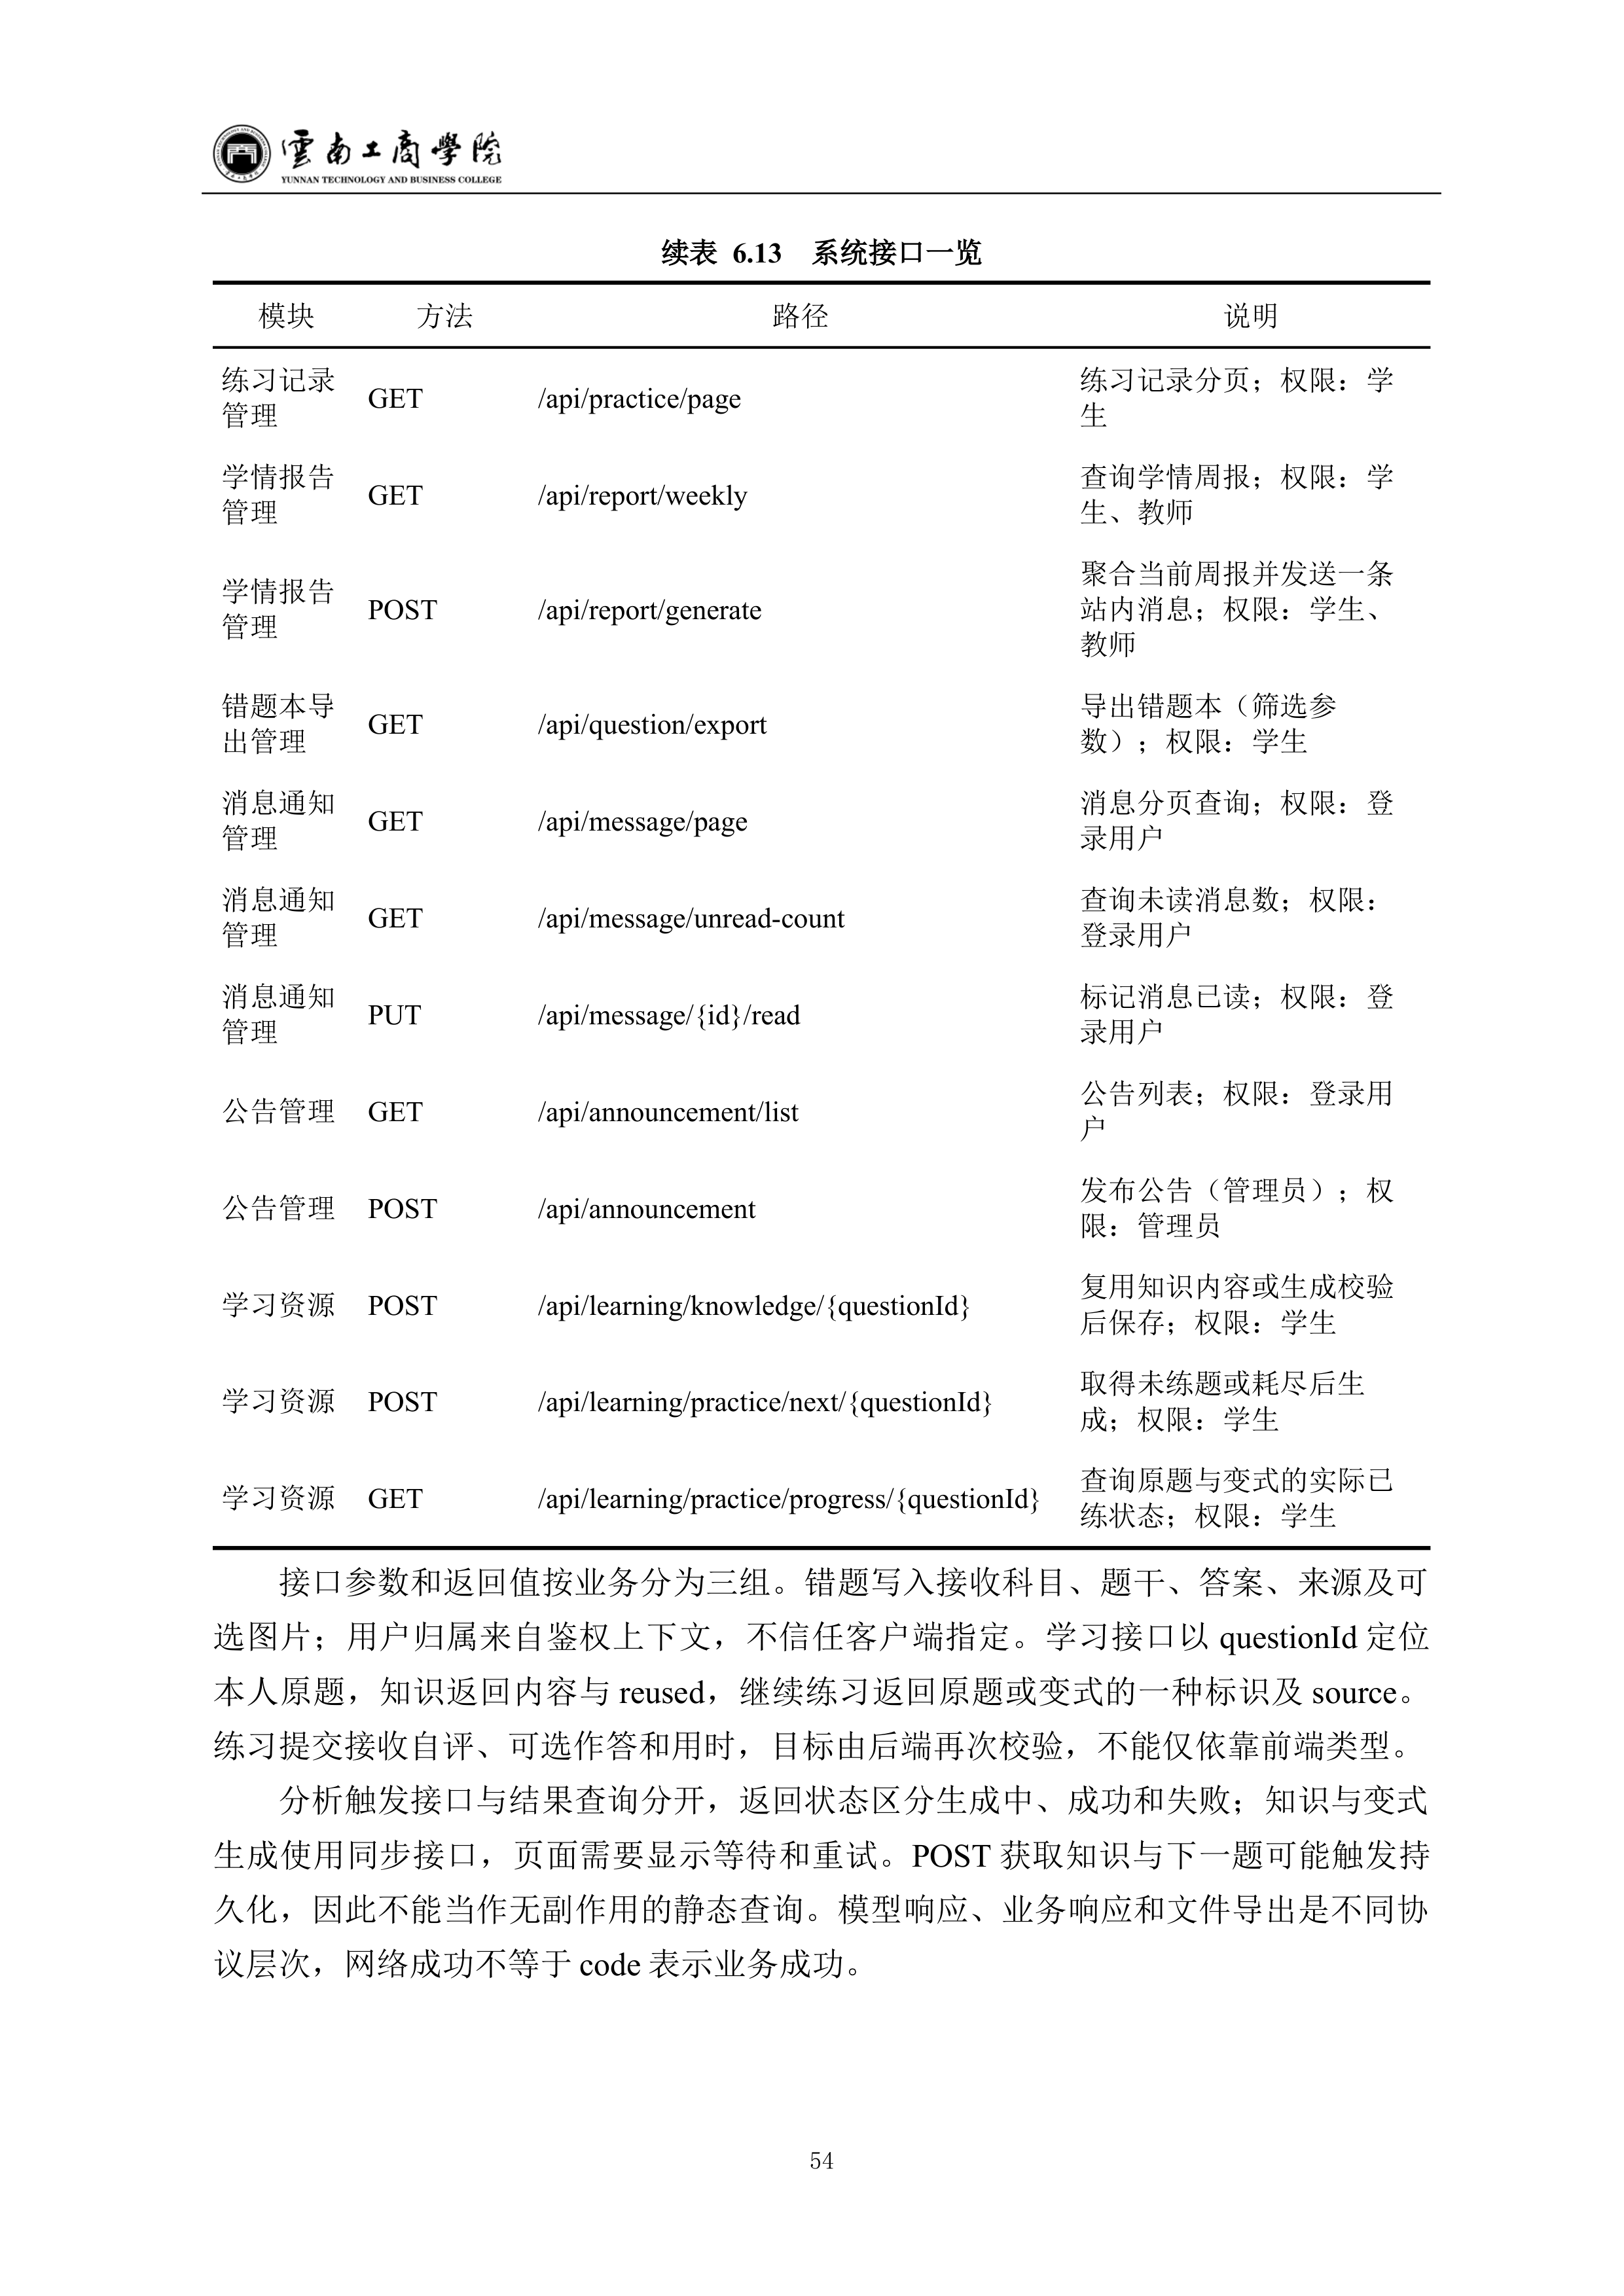 雲南工商學院
YUNNAN TECHNOLOGY AND BUSINESS COLLEGE
续表 6.13 系统接口一览
模块 方法 路径 说明
练习记录管理 GET /api/practice/page 练习记录分页；权限：学生
学情报告管理 GET /api/report/weekly 查询学情周报；权限：学生、教师
学情报告管理 POST /api/report/generate 聚合当前周报并发送一条站内消息；权限：学生、教师
错题本导出管理 GET /api/question/export 导出错题本（筛选参数）；权限：学生
消息通知管理 GET /api/message/page 消息分页查询；权限：登录用户
消息通知管理 GET /api/message/unread-count 查询未读消息数；权限：登录用户
消息通知管理 PUT /api/message/{id}/read 标记消息已读；权限：登录用户
公告管理 GET /api/announcement/list 公告列表；权限：登录用户
公告管理 POST /api/announcement 发布公告（管理员）；权限：管理员
学习资源 POST /api/learning/knowledge/{questionId} 复用知识内容或生成校验后保存；权限：学生
学习资源 POST /api/learning/practice/next/{questionId} 取得未练题或耗尽后生成；权限：学生
学习资源 GET /api/learning/practice/progress/{questionId} 查询原题与变式的实际已练状态；权限：学生
接口参数和返回值按业务分为三组。错题写入接收科目、题干、答案、来源及可
选图片；用户归属来自鉴权上下文，不信任客户端指定。学习接口以 questionId 定位
本人原题，知识返回内容与 reused，继续练习返回原题或变式的一种标识及 source。
练习提交接收自评、可选作答和用时，目标由后端再次校验，不能仅依靠前端类型。
分析触发接口与结果查询分开，返回状态区分生成中、成功和失败；知识与变式
生成使用同步接口，页面需要显示等待和重试。POST 获取知识与下一题可能触发持
久化，因此不能当作无副作用的静态查询。模型响应、业务响应和文件导出是不同协
议层次，网络成功不等于 code 表示业务成功。
54